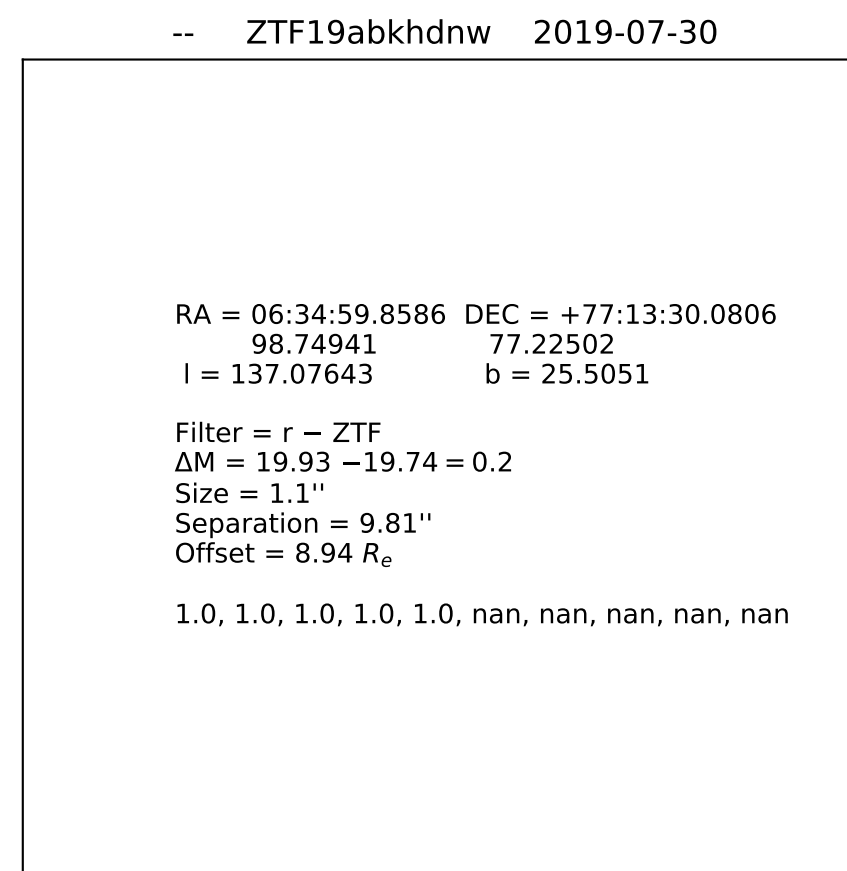 -- ZTF19abkhdnw 2019-07-30
RA = 06:34:59.8586 DEC = +77:13:30.0806
98.74941 77.22502
l = 137.07643 b = 25.5051
Filter = r − ZTF
ΔM = 19.93 −19.74 = 0.2
Size = 1.1''
Separation = 9.81''
Offset = 8.94 Rₑ
1.0, 1.0, 1.0, 1.0, 1.0, nan, nan, nan, nan, nan